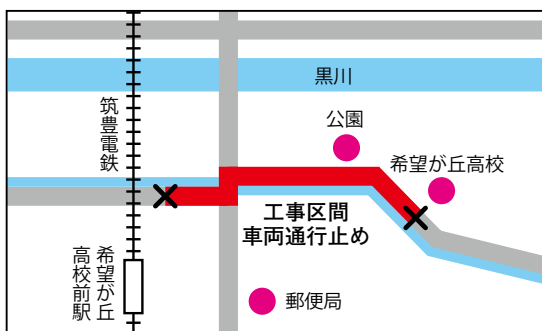 黒川
筑豊電鉄
公園
希望が丘高校
工事区間
車両通行止め
希望が丘
高校前駅
郵便局